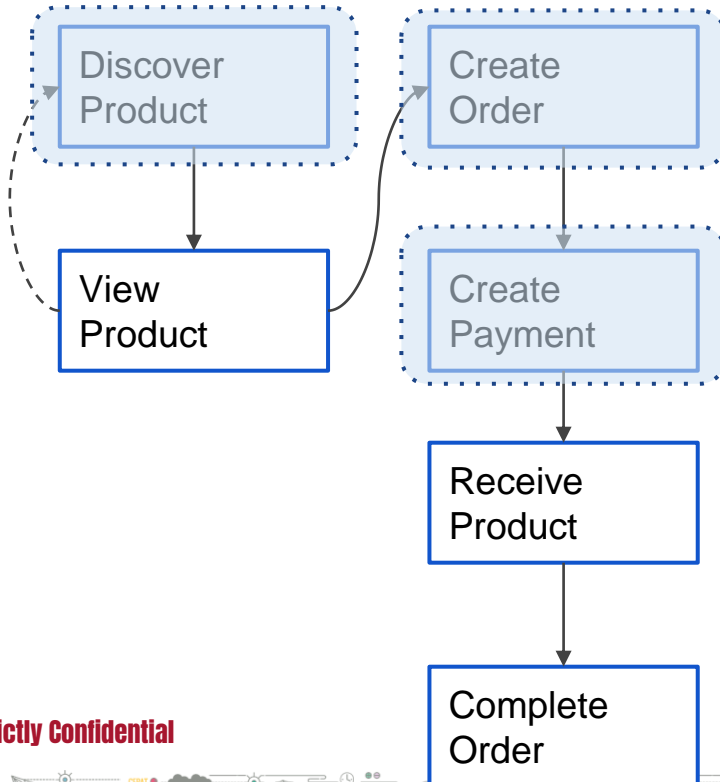 Discover
Product
Create
Order
View
Product
Create
Payment
Receive
Product
Complete
Order
ictly Confidential